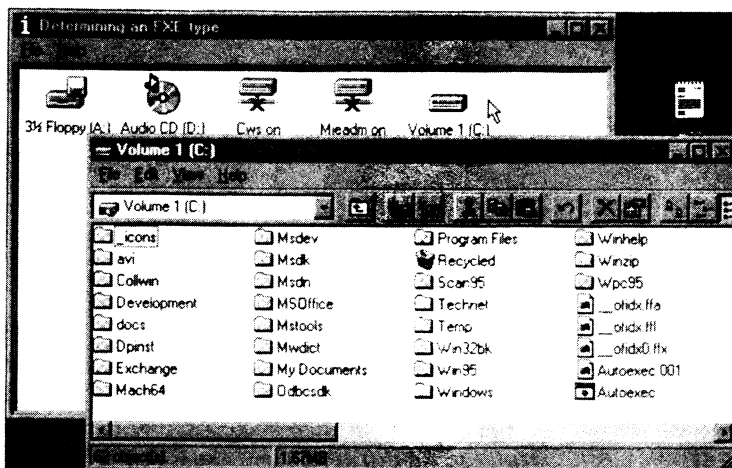 Determining an EXE type
File Help
3½ Floppy (A:) Audio CD (D:) Cws on Mieadm on Volume 1 (C:)
Volume 1 (C:)
File Edit View Help
Volume 1 (C:)
_icons Msdev Program Files Winhelp
avi Msdk Recycled Winzip
Collwin Msdn Scan95 Wpc95
Development MSOffice Technet __ofidx.ffa
docs Mstools Temp __ofidx.ffl
Dpinst Mwdict Win32bk __ofidx0.ffx
Exchange My Documents Win95 Autoexec.001
Mach64 Odbcsdk Windows Autoexec